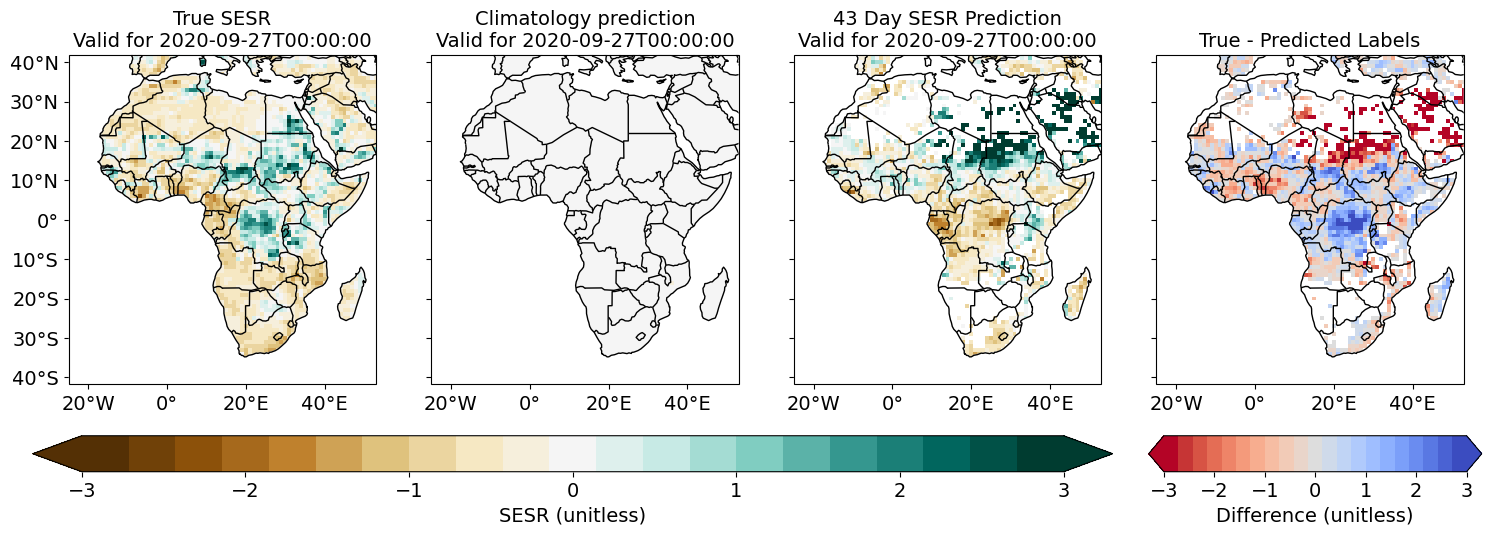 True SESR
Valid for 2020-09-27T00:00:00
Climatology prediction
Valid for 2020-09-27T00:00:00
43 Day SESR Prediction
Valid for 2020-09-27T00:00:00
True - Predicted Labels
40°N
30°N
20°N
10°N
0°
10°S
20°S
30°S
40°S
20°W 0° 20°E 40°E
20°W 0° 20°E 40°E
20°W 0° 20°E 40°E
20°W 0° 20°E 40°E
−3 −2 −1 0 1 2 3
SESR (unitless)
−3 −2 −1 0 1 2 3
Difference (unitless)